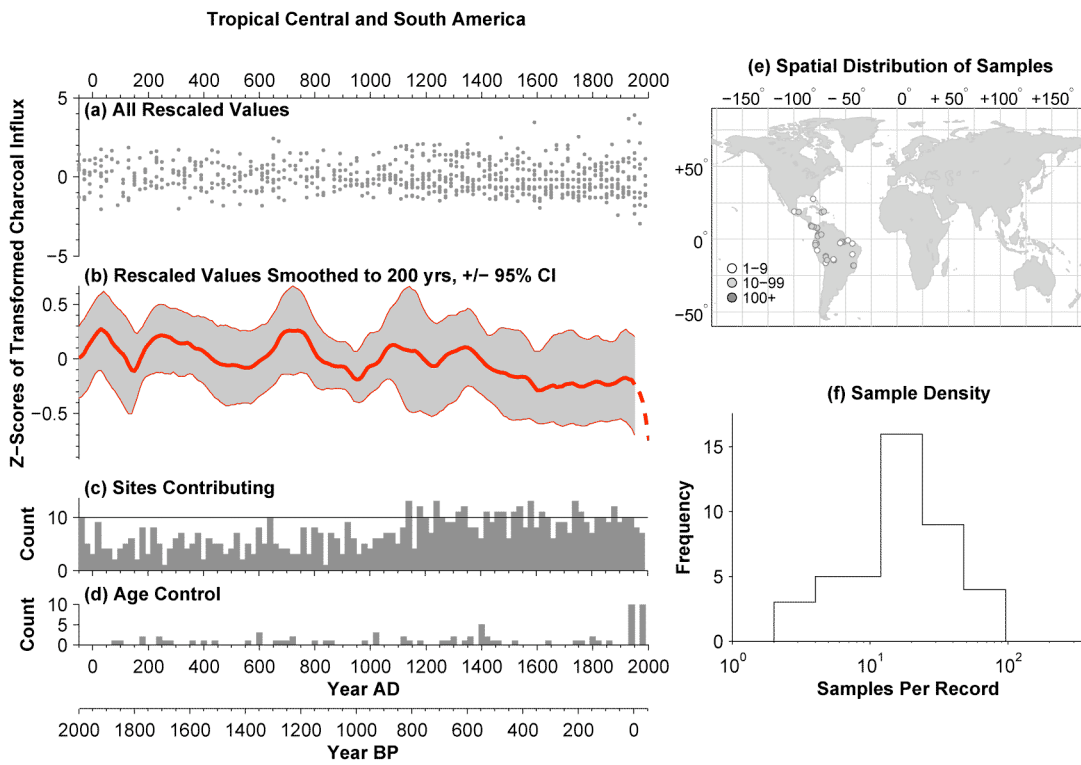 Tropical Central and South America
0 200 400 600 800 1000 1200 1400 1600 1800 2000
(a) All Rescaled Values
5
0
−5
(b) Rescaled Values Smoothed to 200 yrs, +/− 95% CI
0.5
0
−0.5
Z−Scores of Transformed Charcoal Influx
(c) Sites Contributing
10
0
Count
(d) Age Control
10
5
1
0
Count
0 200 400 600 800 1000 1200 1400 1600 1800 2000
Year AD
2000 1800 1600 1400 1200 1000 800 600 400 200 0
Year BP
(e) Spatial Distribution of Samples
−150° −100° −50° 0° +50° +100° +150°
+50°
0°
−50°
1−9
10−99
100+
(f) Sample Density
15
10
5
0
Frequency
10⁰ 10¹ 10²
Samples Per Record